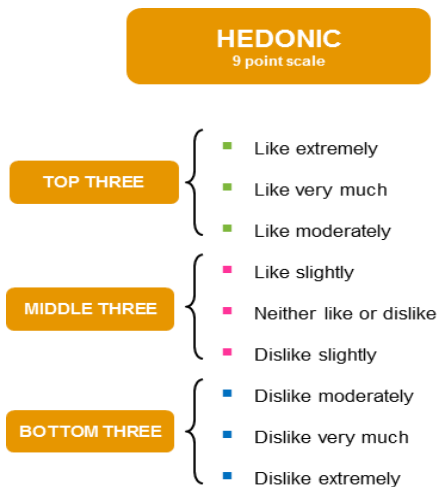 HEDONIC
9 point scale
TOP THREE
Like extremely
Like very much
Like moderately
MIDDLE THREE
Like slightly
Neither like or dislike
Dislike slightly
BOTTOM THREE
Dislike moderately
Dislike very much
Dislike extremely